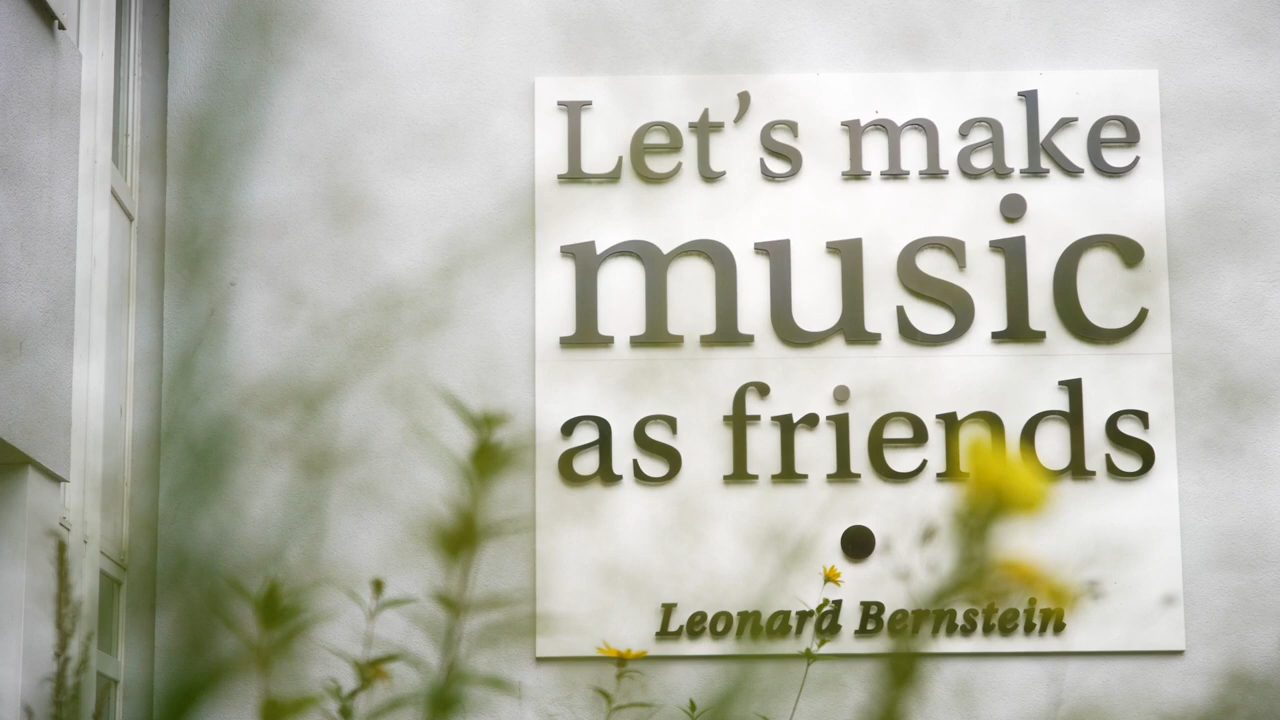 Let's make
music
as friends
•
Leonard Bernstein